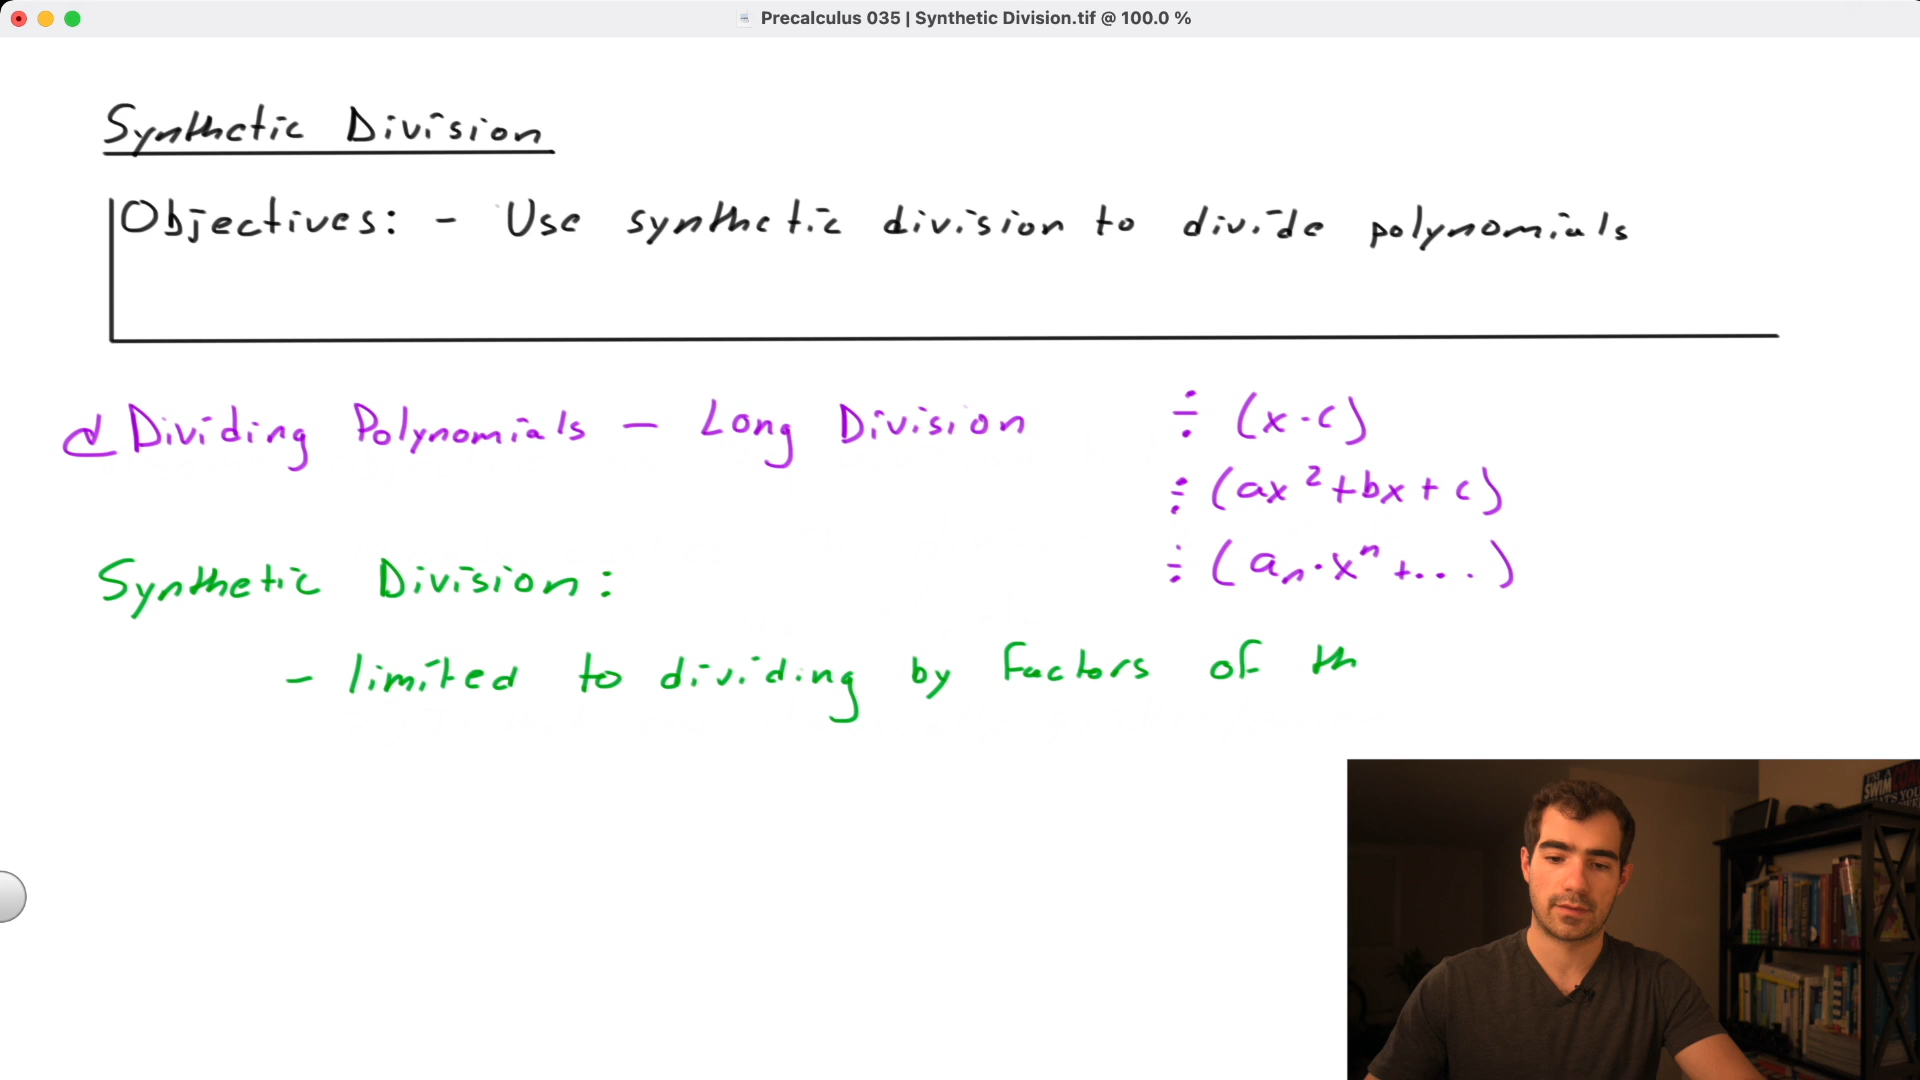 Precalculus 035 | Synthetic Division.tif @ 100.0 %
Synthetic Division
Objectives: - Use synthetic division to divide polynomials
Dividing Polynomials - Long Division ÷ (x-c)
÷ (ax²+bx+c)
÷ (aₙ·xⁿ+...)
Synthetic Division:
- limited to dividing by factors of th
SWIM